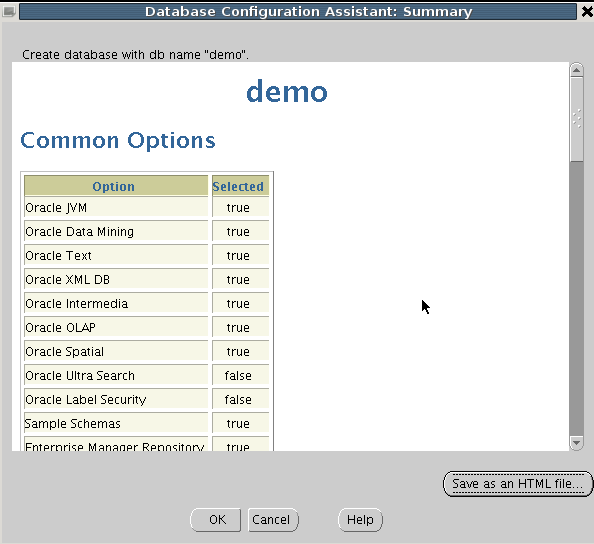 Database Configuration Assistant: Summary
Create database with db name "demo".
demo
Common Options
Option Selected
Oracle JVM true
Oracle Data Mining true
Oracle Text true
Oracle XML DB true
Oracle Intermedia true
Oracle OLAP true
Oracle Spatial true
Oracle Ultra Search false
Oracle Label Security false
Sample Schemas true
Enterprise Manager Repository true
Save as an HTML file...
OK Cancel Help